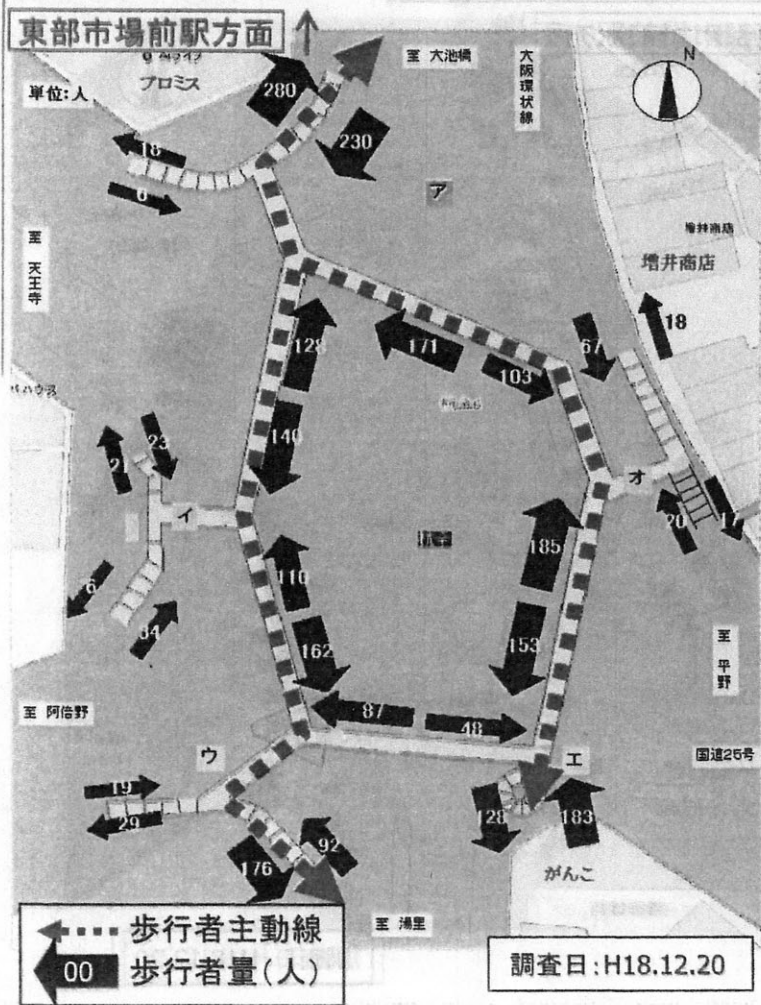 東部市場前駅方面
至 大池橋
大阪環状線
N
プロミス
単位:人
280
230
18
ア
増井商店
増井商店
至 天王寺
18
128
171
67
103
140
23
21
イ
オ
20
17
185
110
6
34
162
153
至 平野
至 阿倍野
87
48
ウ
エ
国道25号
19
29
128
183
92
176
がんこ
至 湯里
歩行者主動線
00 歩行者量(人)
調査日:H18.12.20